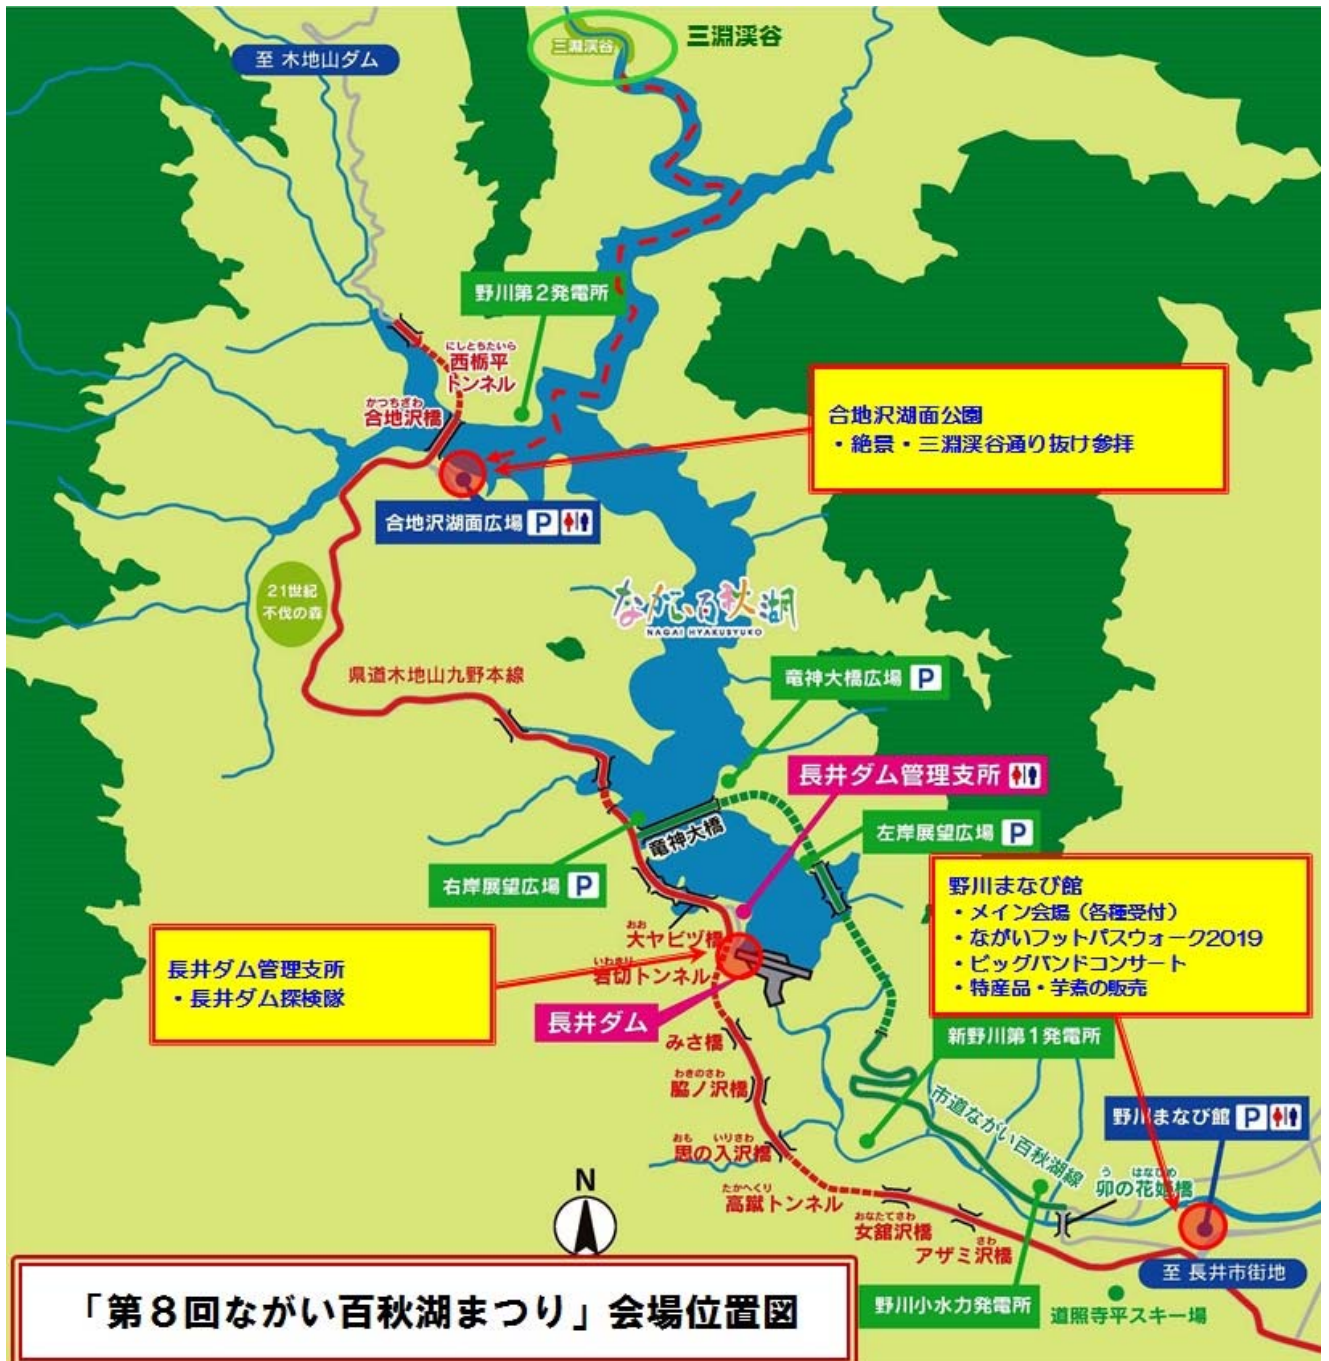 三淵渓谷
三淵渓谷
至 木地山ダム
野川第2発電所
にしとちたいら
西栃平
トンネル
かつちざわ
合地沢橋
合地沢湖面公園
・絶景・三淵渓谷通り抜け参拝
合地沢湖面広場 P
21世紀
不伐の森
ながい百秋湖
NAGAI HYAKUSYUKO
県道木地山九野本線
竜神大橋広場 P
長井ダム管理支所
竜神大橋
左岸展望広場 P
右岸展望広場 P
野川まなび館
・メイン会場（各種受付）
・ながいフットパスウォーク2019
・ビッグバンドコンサート
・特産品・芋煮の販売
おお
大ヤビヅ橋
いわきり
岩切トンネル
長井ダム管理支所
・長井ダム探検隊
長井ダム
みさ橋
新野川第1発電所
わきのさわ
脇ノ沢橋
市道ながい百秋湖線
野川まなび館 P
おも いりさわ
思の入沢橋
う はなひめ
卯の花姫橋
たかへくり
高蹴トンネル
おなたてさわ
女舘沢橋
さわ
アザミ沢橋
N
至 長井市街地
野川小水力発電所
道照寺平スキー場
「第8回ながい百秋湖まつり」会場位置図